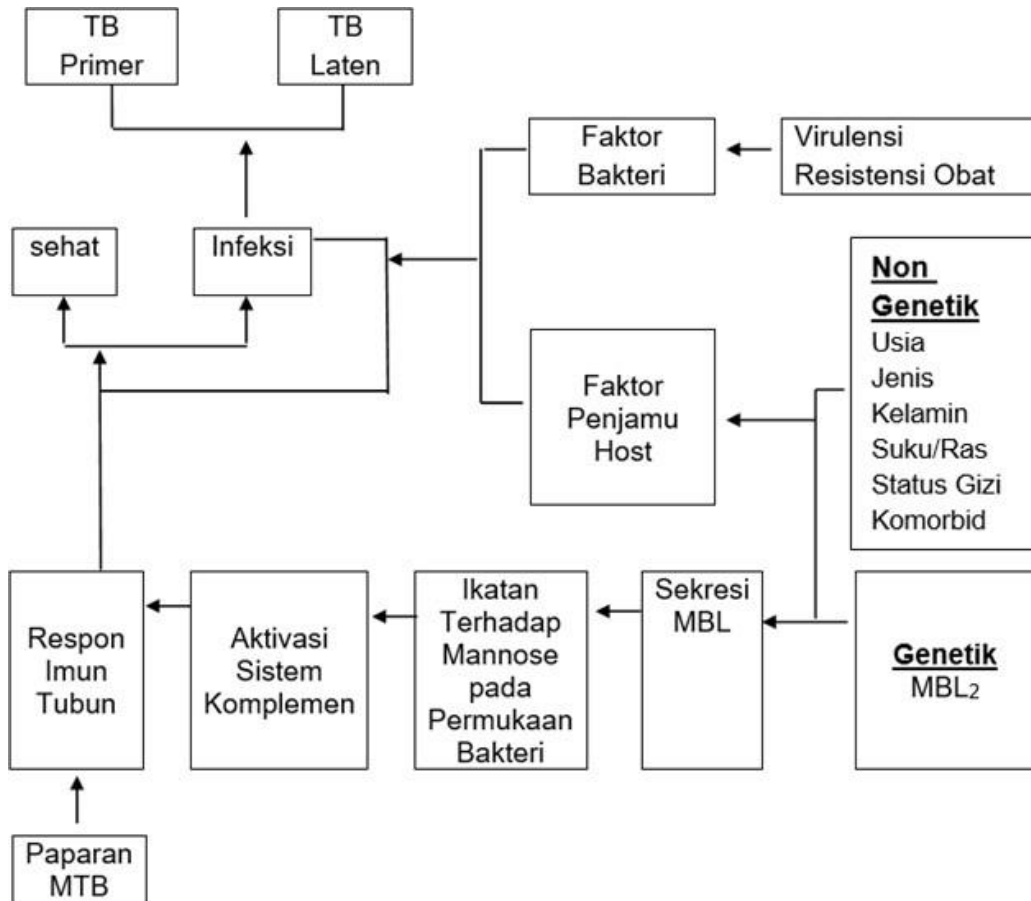 TB
Primer
TB
Laten
Faktor
Bakteri
Virulensi
Resistensi Obat
sehat
Infeksi
Non
Genetik
Usia
Jenis
Kelamin
Suku/Ras
Status Gizi
Komorbid
Faktor
Penjamu
Host
Respon
Imun
Tubun
Aktivasi
Sistem
Komplemen
Ikatan
Terhadap
Mannose
pada
Permukaan
Bakteri
Sekresi
MBL
Genetik
MBL2
Paparan
MTB